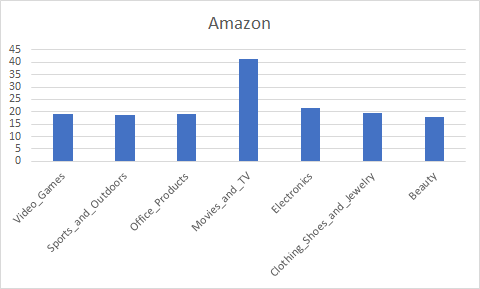 Amazon
45
40
35
30
25
20
15
10
5
0
Video_Games
Sports_and_Outdoors
Office_Products
Movies_and_TV
Electronics
Clothing_Shoes_and_Jewelry
Beauty